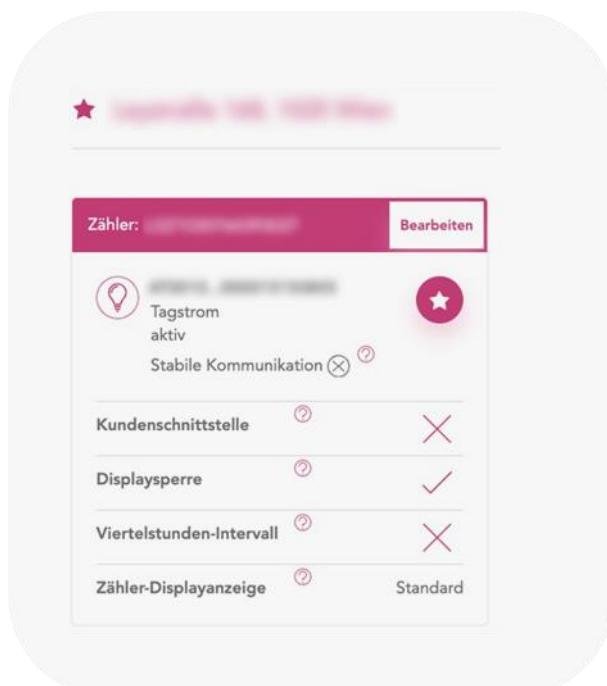 Zähler:
Bearbeiten
Tagstrom
aktiv
Stabile Kommunikation
Kundenschnittstelle
Displaysperre
Viertelstunden-Intervall
Zähler-Displayanzeige
Standard